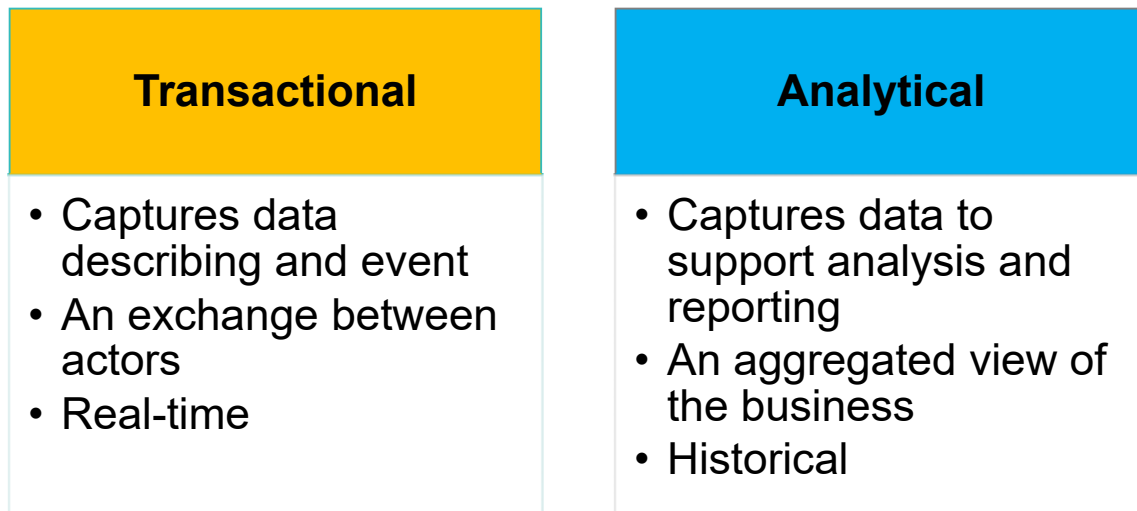 Transactional
• Captures data
describing and event
• An exchange between
actors
• Real-time
Analytical
• Captures data to
support analysis and
reporting
• An aggregated view of
the business
• Historical